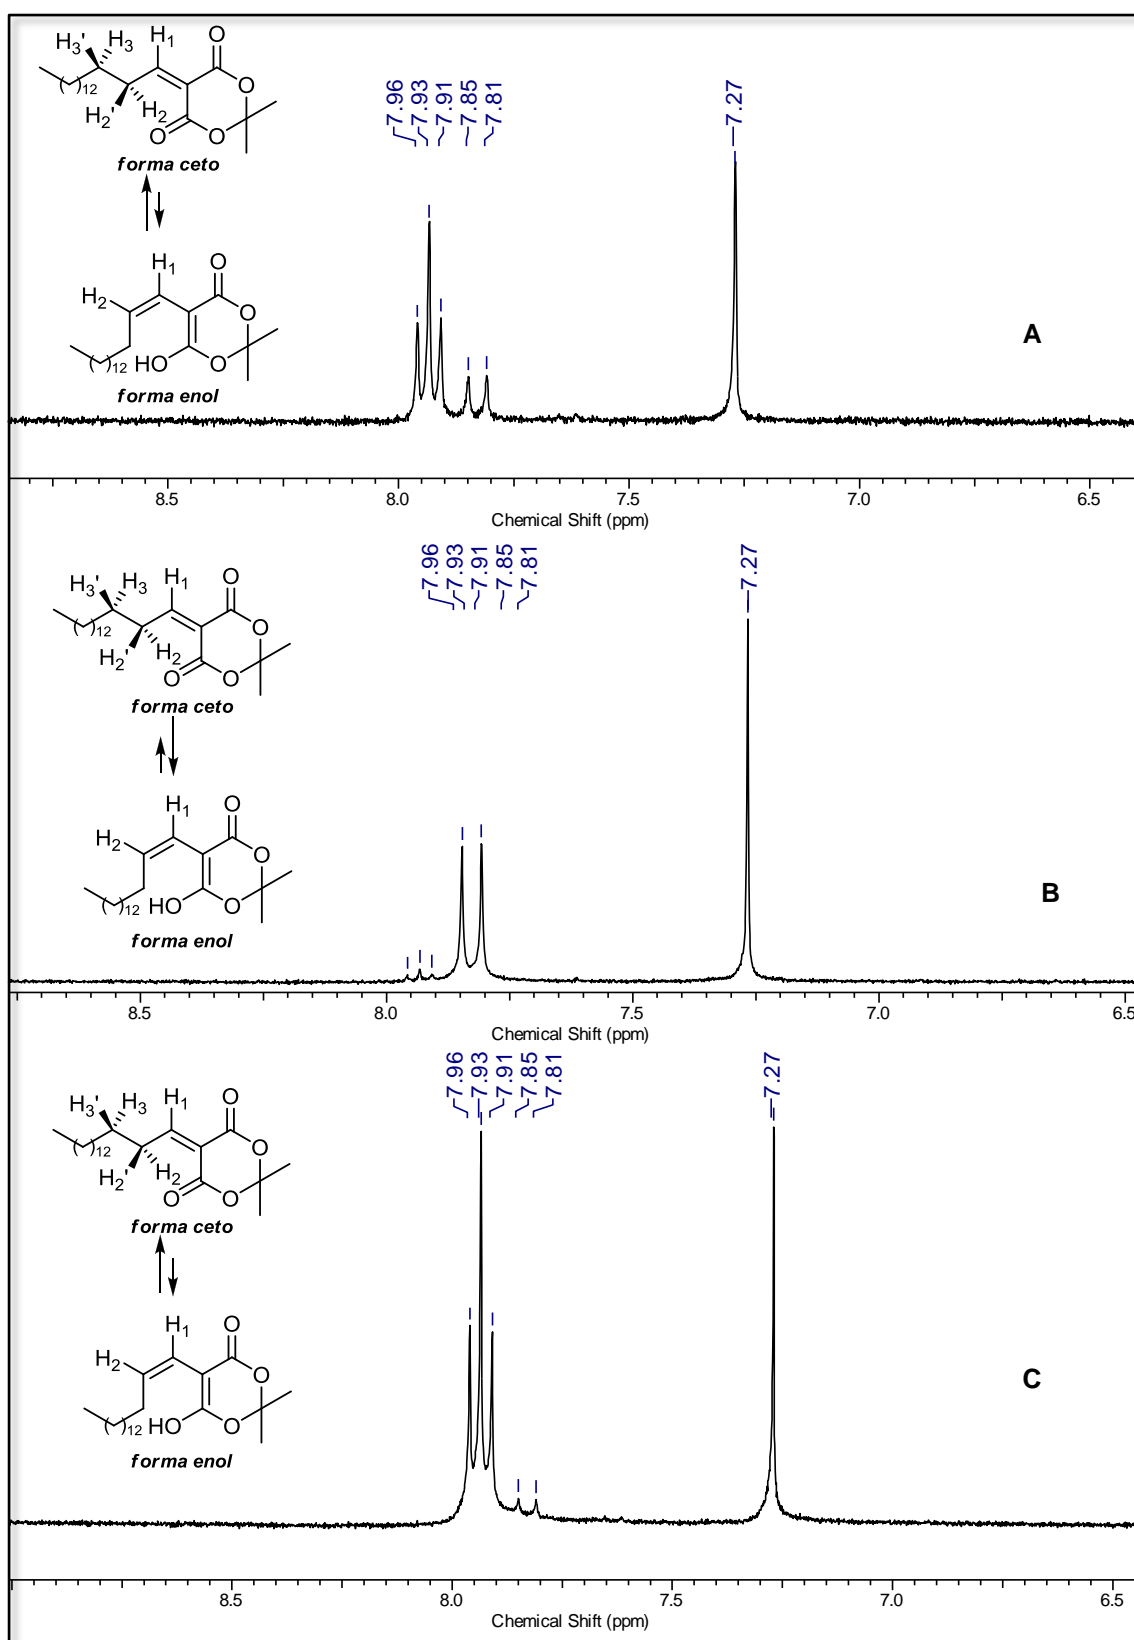 H3' H3 H1 O
( )12 O
H2' H2
O O
forma ceto
7.96
7.93
7.91
7.85
7.81
7.27
H1 O
H2 O
( )12 HO O
forma enol
A
8.5 8.0 7.5 7.0 6.5
Chemical Shift (ppm)
7.96
7.93
7.91
7.85
7.81
7.27
H3' H3 H1 O
( )12 O
H2' H2
O O
forma ceto
H1 O
H2 O
( )12 HO O
forma enol
B
8.5 8.0 7.5 7.0 6.5
Chemical Shift (ppm)
7.96
7.93
7.91
7.85
7.81
7.27
H3' H3 H1 O
( )12 O
H2' H2
O O
forma ceto
H1 O
H2 O
( )12 HO O
forma enol
C
8.5 8.0 7.5 7.0 6.5
Chemical Shift (ppm)